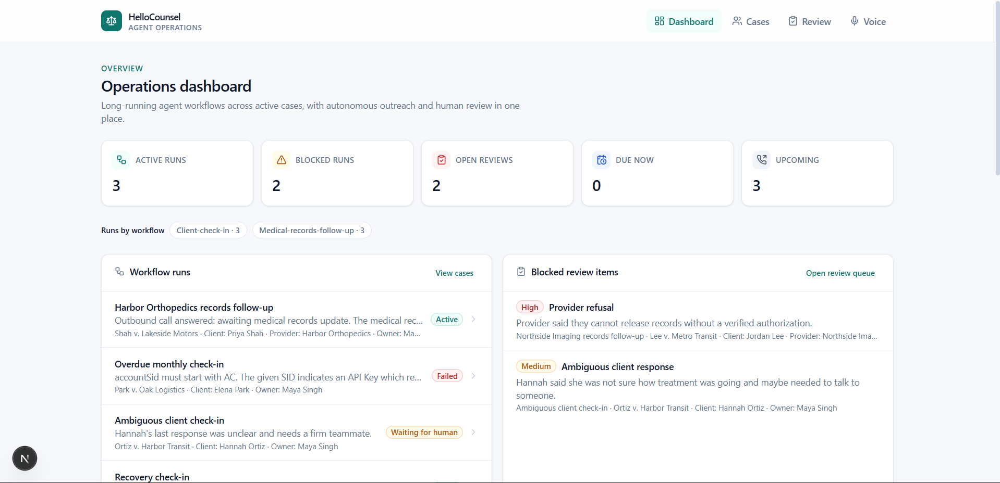 HelloCounsel
AGENT OPERATIONS
Dashboard
Cases
Review
Voice
OVERVIEW
Operations dashboard
Long-running agent workflows across active cases, with autonomous outreach and human review in one
place.
ACTIVE RUNS
3
BLOCKED RUNS
2
OPEN REVIEWS
2
DUE NOW
0
UPCOMING
3
Runs by workflow
Client-check-in · 3
Medical-records-follow-up · 3
Workflow runs
View cases
Harbor Orthopedics records follow-up
Outbound call answered: awaiting medical records update. The medical rec...
Shah v. Lakeside Motors · Client: Priya Shah · Provider: Harbor Orthopedics · Owner: Ma...
Active
Overdue monthly check-in
accountSid must start with AC. The given SID indicates an API Key which re...
Park v. Oak Logistics · Client: Elena Park · Owner: Maya Singh
Failed
Ambiguous client check-in
Hannah's last response was unclear and needs a firm teammate.
Ortiz v. Harbor Transit · Client: Hannah Ortiz · Owner: Maya Singh
Waiting for human
Recovery check-in
Blocked review items
Open review queue
High
Provider refusal
Provider said they cannot release records without a verified authorization.
Northside Imaging records follow-up · Lee v. Metro Transit · Client: Jordan Lee · Provider: Northside Ima...
Medium
Ambiguous client response
Hannah said she was not sure how treatment was going and maybe needed to talk to
someone.
Ambiguous client check-in · Ortiz v. Harbor Transit · Client: Hannah Ortiz · Owner: Maya Singh
N